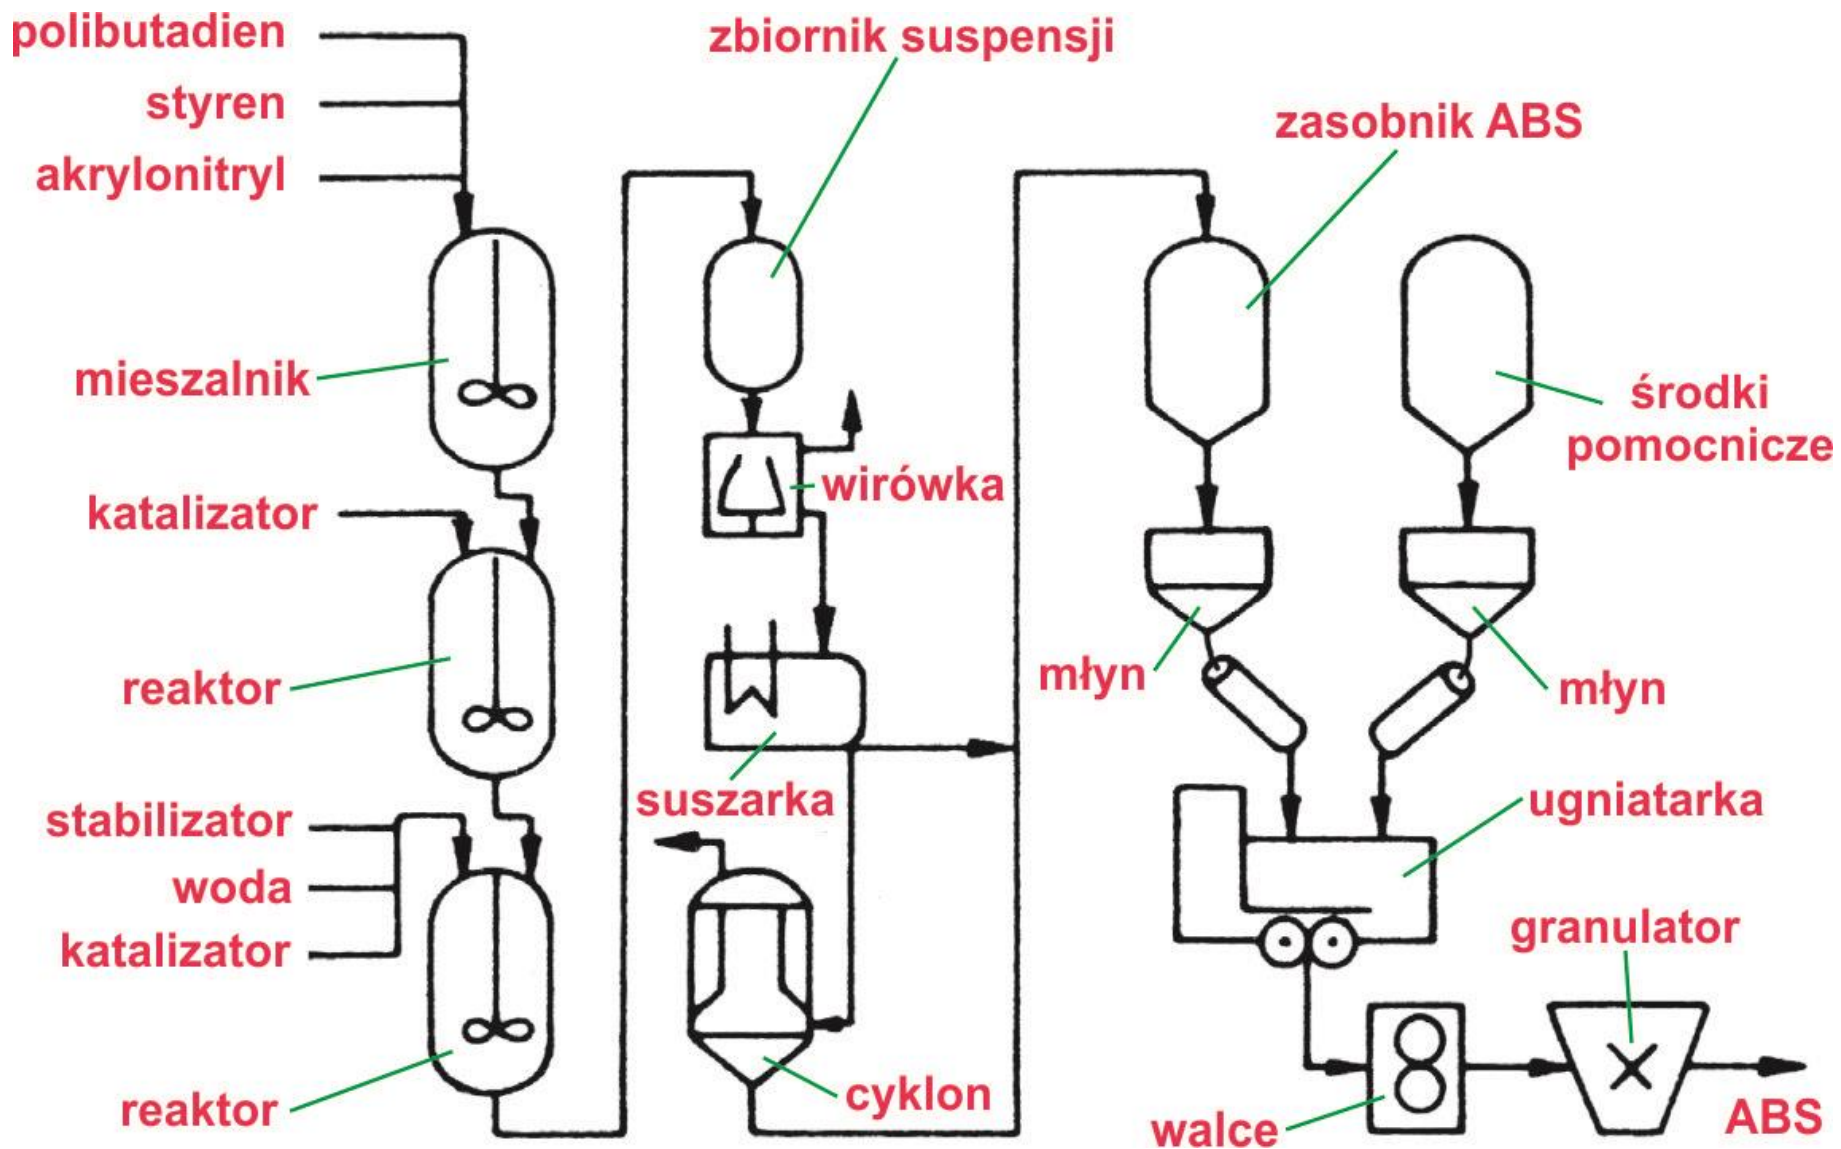 polibutadien
styren
akrylonitryl
mieszalnik
katalizator
reaktor
stabilizator
woda
katalizator
reaktor
zbiornik suspensji
wirówka
suszarka
cyklon
zasobnik ABS
środki
pomocnicze
młyn
młyn
ugniatarka
granulator
walce
ABS